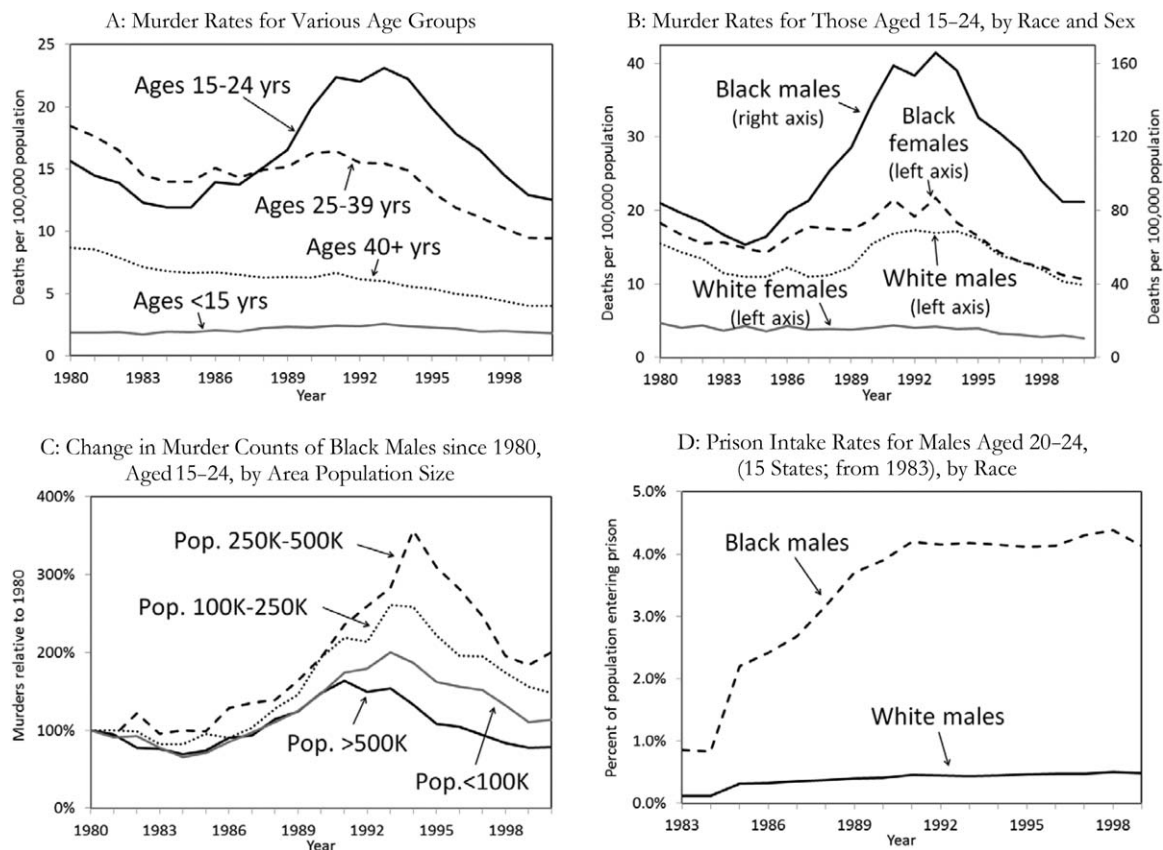 A: Murder Rates for Various Age Groups
25
20
15
10
5
0
Deaths per 100,000 population
Ages 15-24 yrs
Ages 25-39 yrs
Ages 40+ yrs
Ages <15 yrs
1980 1983 1986 1989 1992 1995 1998
Year
B: Murder Rates for Those Aged 15–24, by Race and Sex
40
30
20
10
0
Deaths per 100,000 population
Black males
(right axis)
Black
females
(left axis)
White females
(left axis)
White males
(left axis)
160
120
80
40
0
Deaths per 100,000 population
1980 1983 1986 1989 1992 1995 1998
Year
C: Change in Murder Counts of Black Males since 1980,
Aged 15–24, by Area Population Size
400%
300%
200%
100%
0%
Murders relative to 1980
Pop. 250K-500K
Pop. 100K-250K
Pop. >500K
Pop.<100K
1980 1983 1986 1989 1992 1995 1998
Year
D: Prison Intake Rates for Males Aged 20–24,
(15 States; from 1983), by Race
5.0%
4.0%
3.0%
2.0%
1.0%
0.0%
Percent of population entering prison
Black males
White males
1983 1986 1989 1992 1995 1998
Year